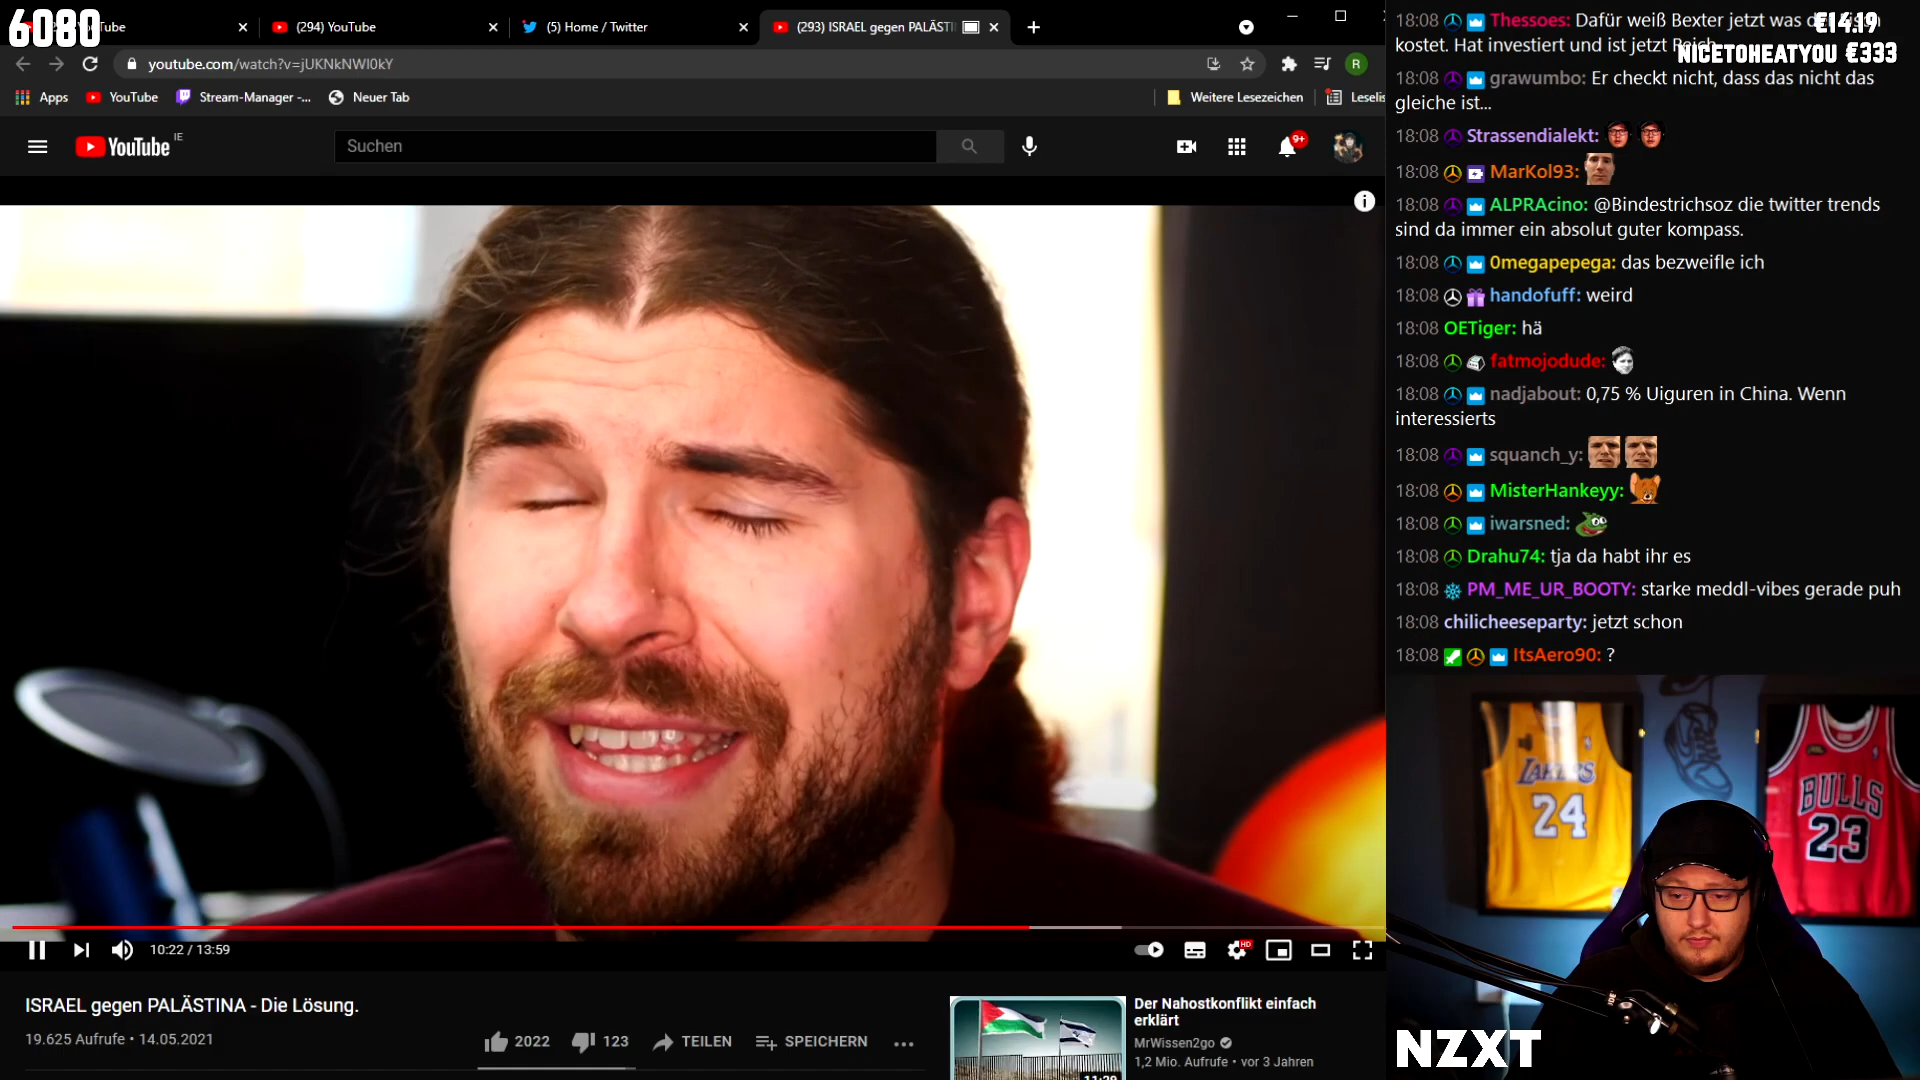 6080
Tube
(294) YouTube
(5) Home / Twitter
(293) ISRAEL gegen PALÄSTI
youtube.com/watch?v=jUKNkNWI0kY
R
Apps
YouTube
Stream-Manager -...
Neuer Tab
Weitere Lesezeichen
Leselis
YouTube IE
Suchen
9+
10:22 / 13:59
HD
ISRAEL gegen PALÄSTINA - Die Lösung.
19.625 Aufrufe • 14.05.2021
2022
123
TEILEN
SPEICHERN
Der Nahostkonflikt einfach
erklärt
MrWissen2go
1,2 Mio. Aufrufe • vor 3 Jahren
€14.19
NICETOHEATYOU €333
18:08 Thessoes: Dafür weiß Bexter jetzt was
kostet. Hat investiert und ist jetzt
18:08 grawumbo: Er checkt nicht, dass das nicht das
gleiche ist...
18:08 Strassendialekt:
18:08 MarKol93:
18:08 ALPRAcino: @Bindestrichsoz die twitter trends
sind da immer ein absolut guter kompass.
18:08 0megapepega: das bezweifle ich
18:08 handofuff: weird
18:08 OETiger: hä
18:08 fatmojodude:
18:08 nadjabout: 0,75 % Uiguren in China. Wenn
interessierts
18:08 squanch_y:
18:08 MisterHankeyy:
18:08 iwarsned:
18:08 Drahu74: tja da habt ihr es
18:08 PM_ME_UR_BOOTY: starke meddl-vibes gerade puh
18:08 chilicheeseparty: jetzt schon
18:08 ItsAero90: ?
LAKERS
24
BULLS
23
NZXT